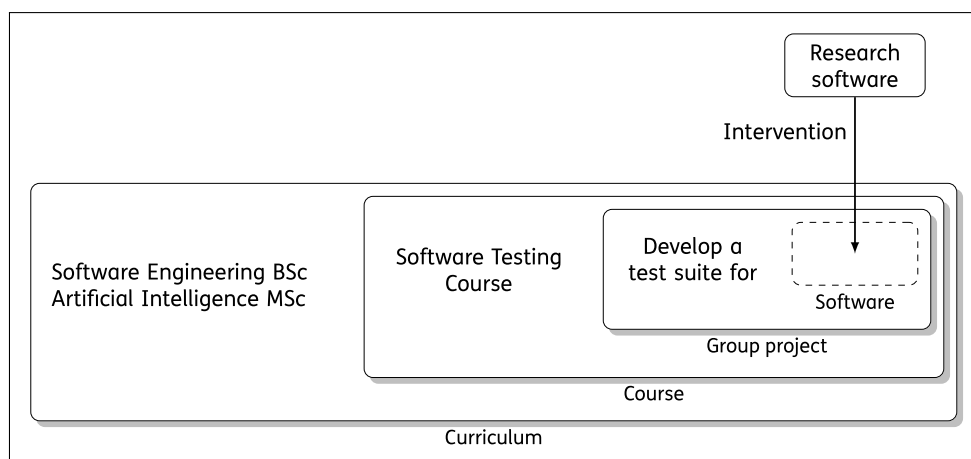 Research
software
Intervention
Software Engineering BSc
Artificial Intelligence MSc
Software Testing
Course
Develop a
test suite for
Software
Group project
Course
Curriculum